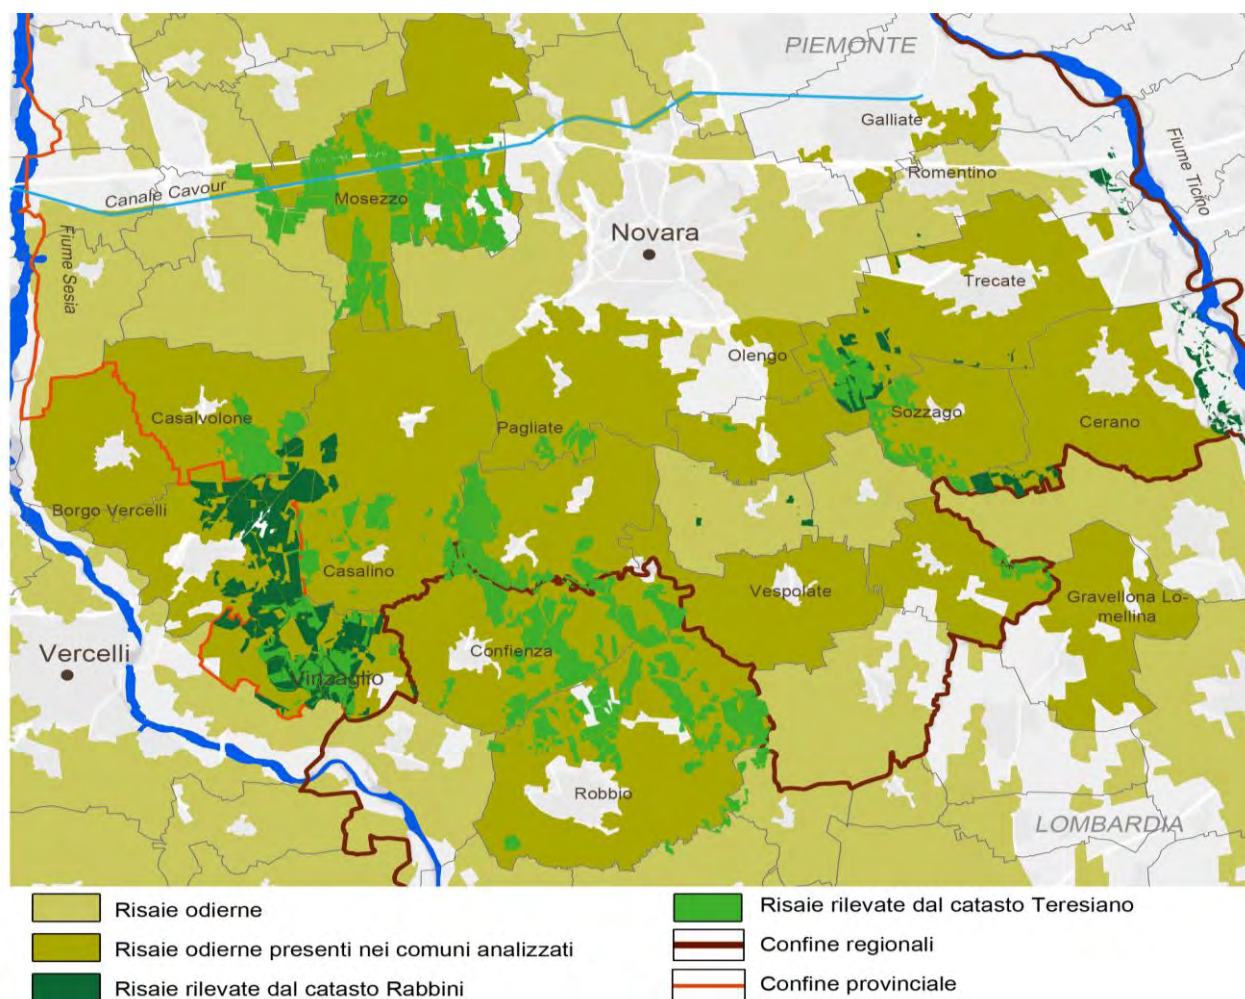 PIEMONTE
Galliate
Fiume Ticino
Romentino
Canale Cavour
Mosezzo
Novara
Fiume Sesia
Trecate
Olengo
Casalvolone
Pagliate
Sozzago
Cerano
Borgo Vercelli
Casalino
Vespolate
Gravellona Lo-
mellina
Confienza
Vercelli
Vinzaglio
Robbio
LOMBARDIA
Risaie odierne
Risaie odierne presenti nei comuni analizzati
Risaie rilevate dal catasto Rabbini
Risaie rilevate dal catasto Teresiano
Confine regionali
Confine provinciale